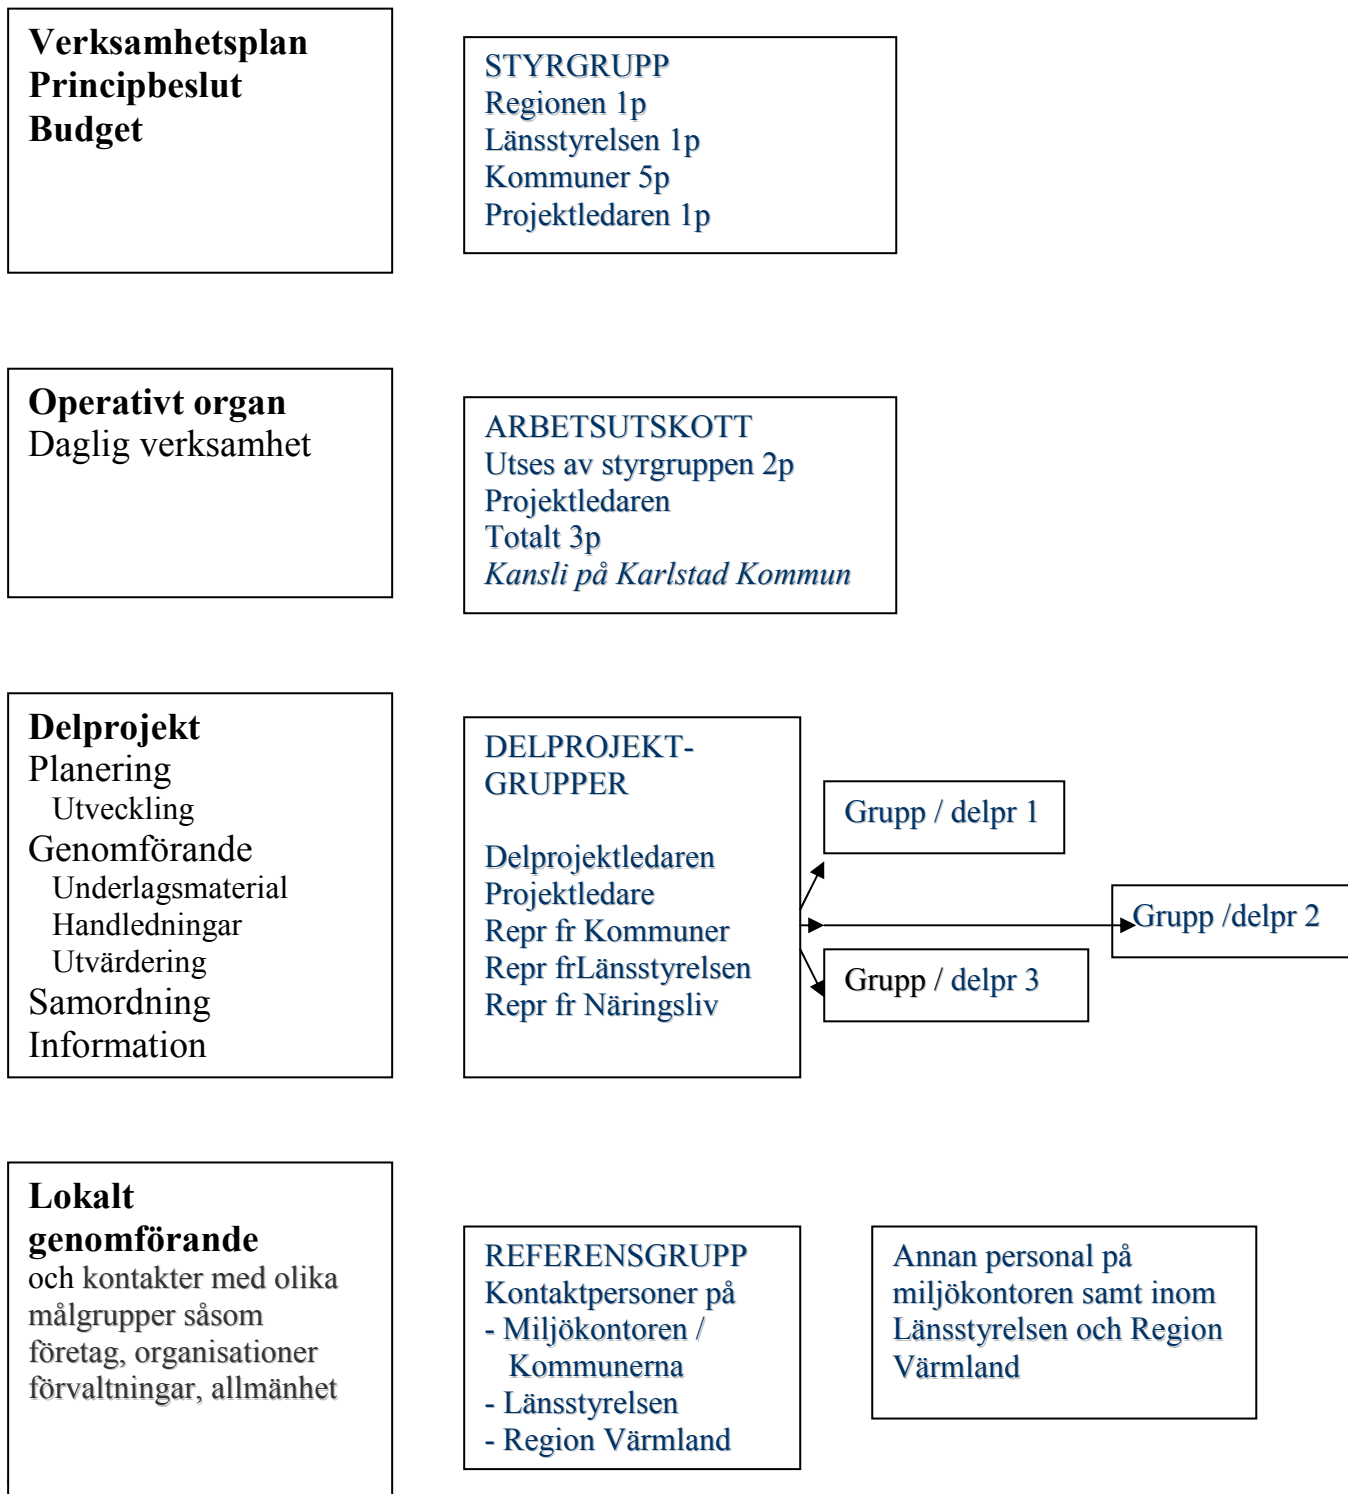 Verksamhetsplan
Principbeslut
Budget
STYRGRUPP
Regionen 1p
Länsstyrelsen 1p
Kommuner 5p
Projektledaren 1p
Operativt organ
Daglig verksamhet
ARBETSUTSKOTT
Utses av styrgruppen 2p
Projektledaren
Totalt 3p
Kansli på Karlstad Kommun
Delprojekt
Planering
Utveckling
Genomförande
Underlagsmaterial
Handledningar
Utvärdering
Samordning
Information
DELPROJEKT-
GRUPPER
Delprojektledaren
Projektledare
Repr fr Kommuner
Repr frLänsstyrelsen
Repr fr Näringsliv
Grupp / delpr 1
Grupp /delpr 2
Grupp / delpr 3
Lokalt
genomförande
och kontakter med olika
målgrupper såsom
företag, organisationer
förvaltningar, allmänhet
REFERENSGRUPP
Kontaktpersoner på
- Miljökontoren /
Kommunerna
- Länsstyrelsen
- Region Värmland
Annan personal på
miljökontoren samt inom
Länsstyrelsen och Region
Värmland